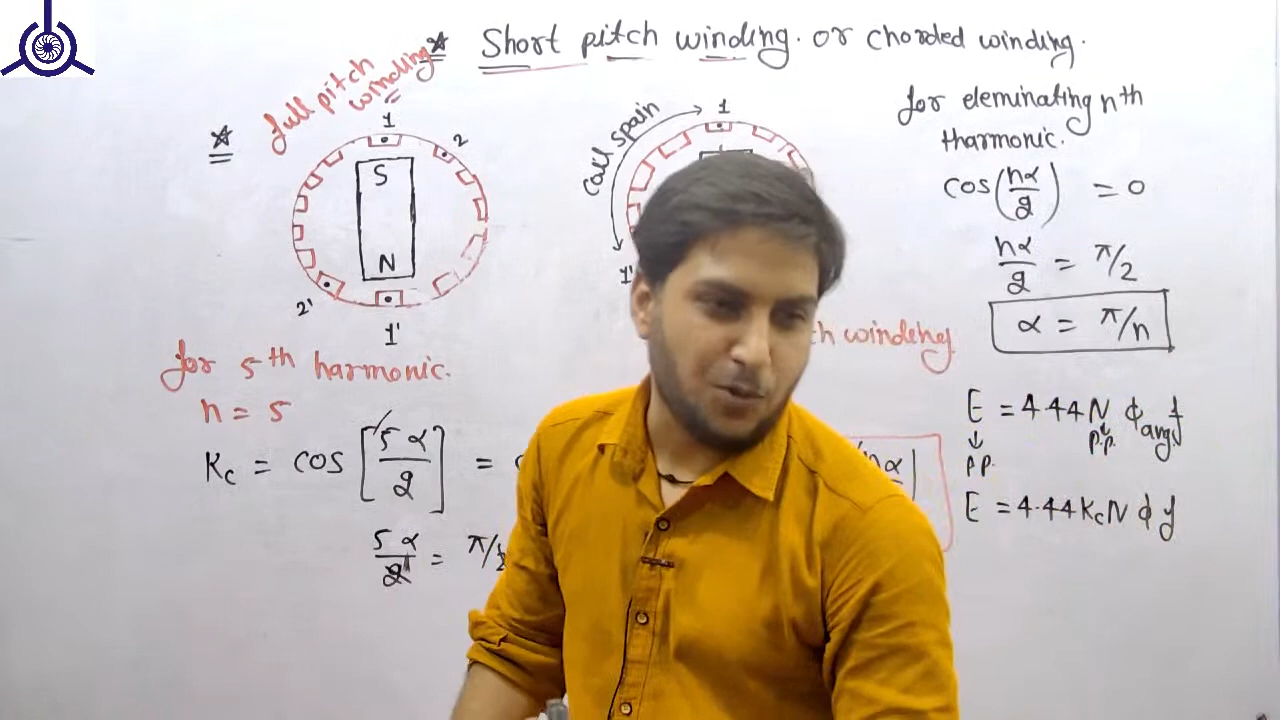 * Short pitch winding. or chorded winding.
* full pitch
winding
1
2
S
N
2'
1'
coil spain
1
1'
for eleminating nth
tharmonic.
cos(nα/2) = 0
nα/2 = π/2
α = π/n
for 5th harmonic.
n = 5
Kc = cos [5α/2] =
5α/2 = π/2
winding
nα
E = 4.44 N ϕavg f
p.p. p.p.
E = 4.44 Kc N ϕ f